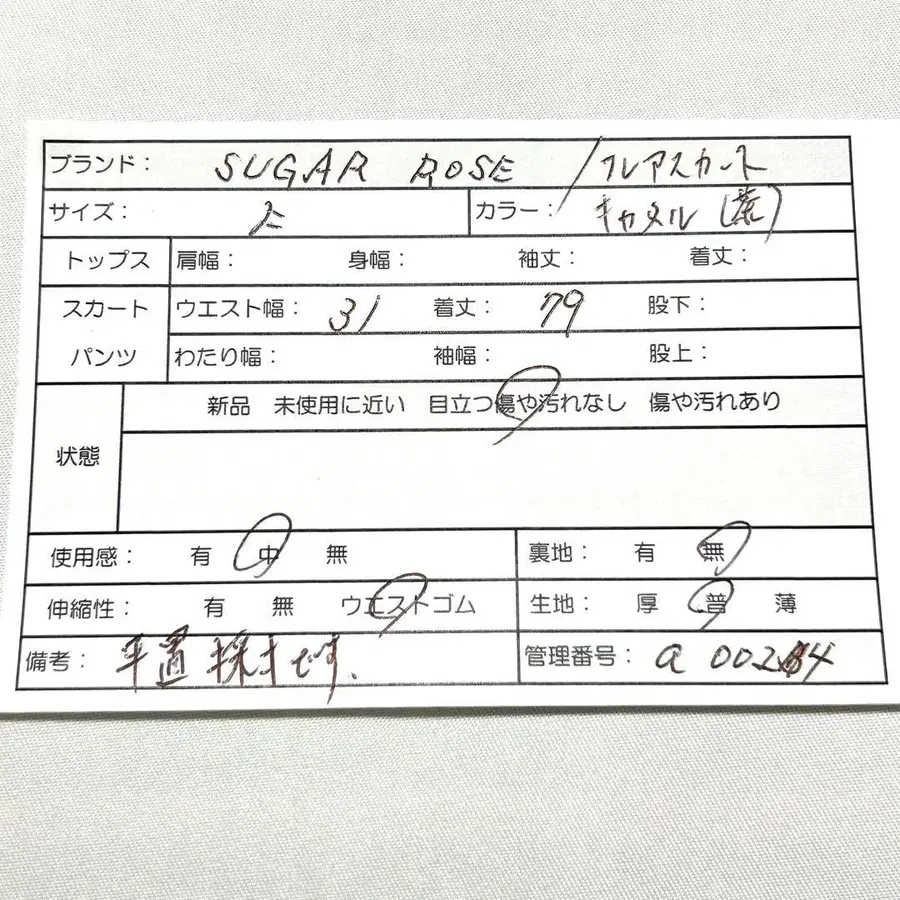 ブランド： SUGAR ROSE / フレアスカート
サイズ： カラー： キャメル (茶)
トップス 肩幅： 身幅： 袖丈： 着丈：
スカート ウエスト幅： 31 着丈： 79 股下：
パンツ わたり幅： 裾幅： 股上：
新品 未使用に近い 目立つ傷や汚れなし 傷や汚れあり
状態
使用感： 有 中 無 裏地： 有 無
伸縮性： 有 無 ウエストゴム 生地： 厚 普 薄
備考： 平置採寸です. 管理番号： a 00284